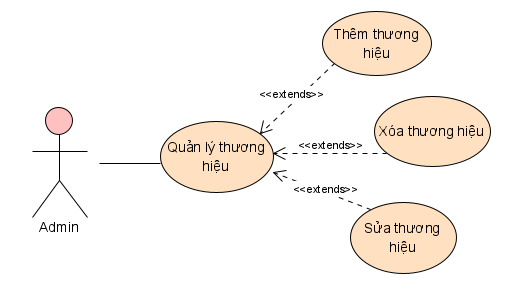 Thêm thương
hiệu
<<extends>>
Xóa thương hiệu
<<extends>>
Quản lý thương
hiệu
<<extends>>
Sửa thương
hiệu
Admin